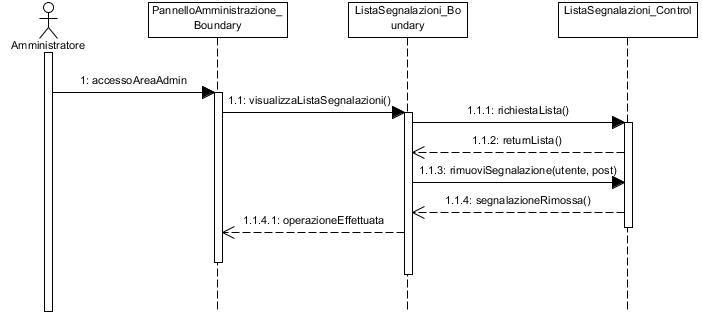 PannelloAmministrazione_
Boundary
ListaSegnalazioni_Bo
undary
ListaSegnalazioni_Control
Amministratore
1: accessoAreaAdmin
1.1: visualizzaListaSegnalazioni()
1.1.1: richiestaLista()
1.1.2: returnLista()
1.1.3: rimuoviSegnalazione(utente, post)
1.1.4: segnalazioneRimossa()
1.1.4.1: operazioneEffettuata